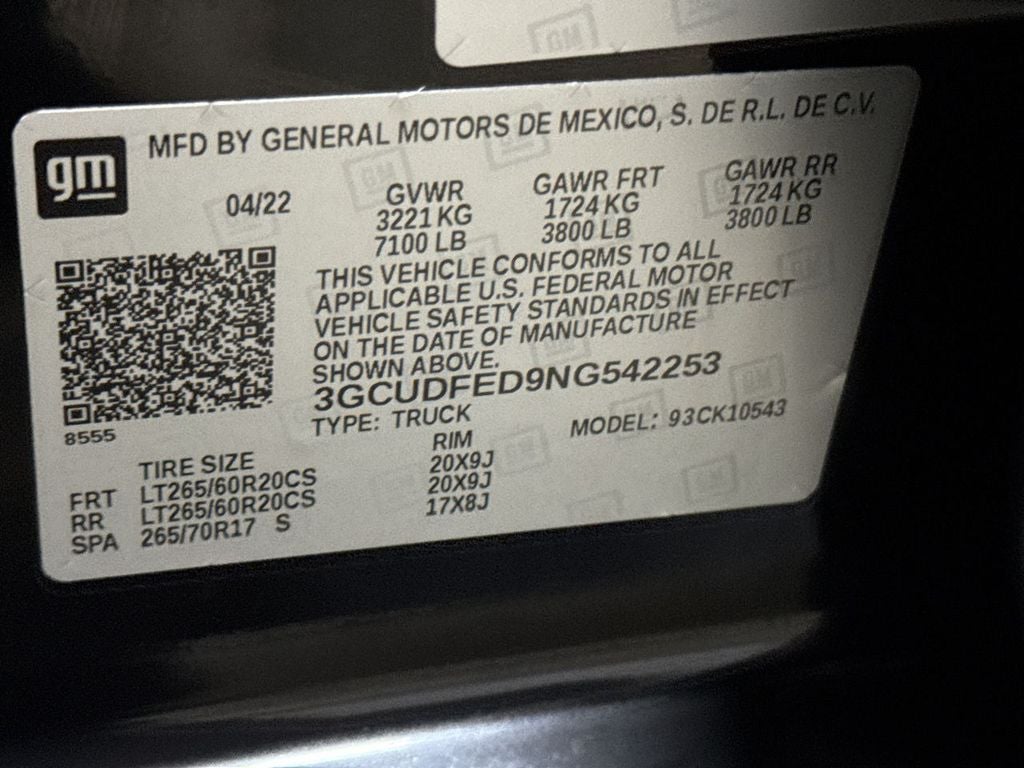 gm
MFD BY GENERAL MOTORS DE MEXICO, S. DE R.L. DE C.V.
04/22
GVWR
3221 KG
7100 LB
GAWR FRT
1724 KG
3800 LB
GAWR RR
1724 KG
3800 LB
THIS VEHICLE CONFORMS TO ALL
APPLICABLE U.S. FEDERAL MOTOR
VEHICLE SAFETY STANDARDS IN EFFECT
ON THE DATE OF MANUFACTURE
SHOWN ABOVE.
3GCUDFED9NG542253
TYPE: TRUCK
MODEL: 93CK10543
8555
TIRE SIZE RIM
FRT LT265/60R20CS 20X9J
RR LT265/60R20CS 20X9J
SPA 265/70R17 S 17X8J